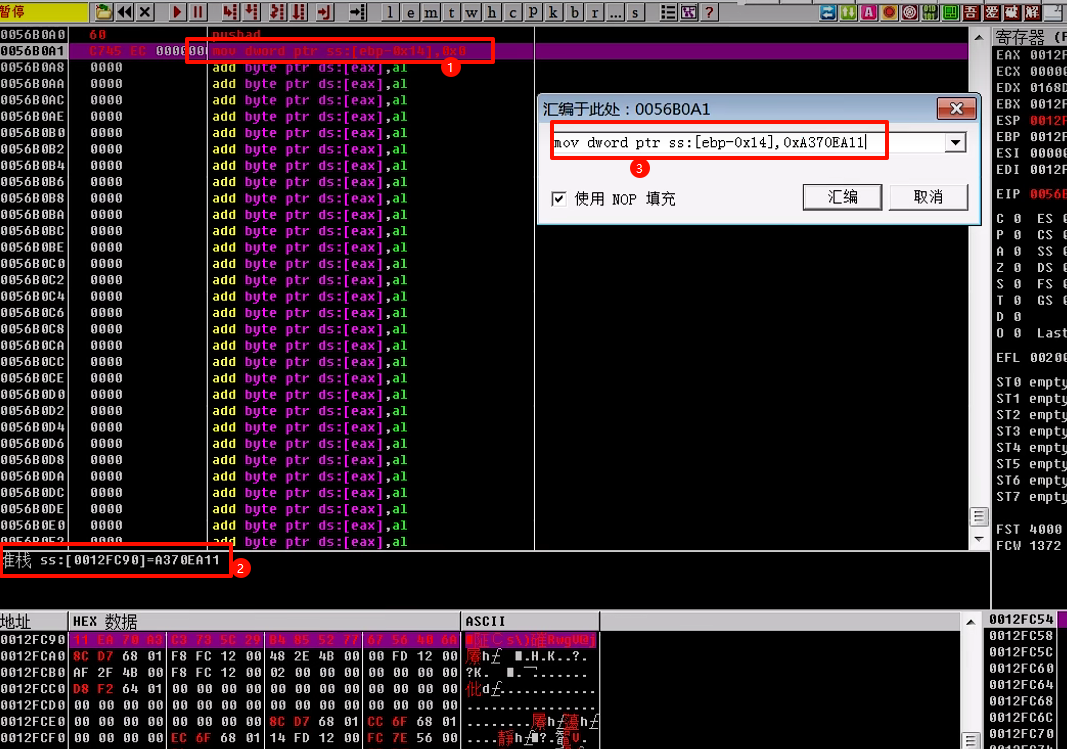 暂停
l e m t w h c p k b r ... s
K ?
A 吾 爱 破 解
0056B0A0 60 pushad
0056B0A1 C745 EC 000000 mov dword ptr ss:[ebp-0x14],0x0
1
0056B0A8 0000 add byte ptr ds:[eax],al
0056B0AA 0000 add byte ptr ds:[eax],al
0056B0AC 0000 add byte ptr ds:[eax],al
0056B0AE 0000 add byte ptr ds:[eax],al
0056B0B0 0000 add byte ptr ds:[eax],al
0056B0B2 0000 add byte ptr ds:[eax],al
0056B0B4 0000 add byte ptr ds:[eax],al
0056B0B6 0000 add byte ptr ds:[eax],al
0056B0B8 0000 add byte ptr ds:[eax],al
0056B0BA 0000 add byte ptr ds:[eax],al
0056B0BC 0000 add byte ptr ds:[eax],al
0056B0BE 0000 add byte ptr ds:[eax],al
0056B0C0 0000 add byte ptr ds:[eax],al
0056B0C2 0000 add byte ptr ds:[eax],al
0056B0C4 0000 add byte ptr ds:[eax],al
0056B0C6 0000 add byte ptr ds:[eax],al
0056B0C8 0000 add byte ptr ds:[eax],al
0056B0CA 0000 add byte ptr ds:[eax],al
0056B0CC 0000 add byte ptr ds:[eax],al
0056B0CE 0000 add byte ptr ds:[eax],al
0056B0D0 0000 add byte ptr ds:[eax],al
0056B0D2 0000 add byte ptr ds:[eax],al
0056B0D4 0000 add byte ptr ds:[eax],al
0056B0D6 0000 add byte ptr ds:[eax],al
0056B0D8 0000 add byte ptr ds:[eax],al
0056B0DA 0000 add byte ptr ds:[eax],al
0056B0DC 0000 add byte ptr ds:[eax],al
0056B0DE 0000 add byte ptr ds:[eax],al
0056B0E0 0000 add byte ptr ds:[eax],al
0056B0E2 0000 add byte ptr ds:[eax],al
汇编于此处：0056B0A1
mov dword ptr ss:[ebp-0x14],0xA370EA11
3
使用 NOP 填充
汇编
取消
寄存器 (F
EAX 0012F
ECX 00000
EDX 0168D
EBX 0012F
ESP 0012F
EBP 0012F
ESI 00000
EDI 0012F
EIP 0056B
C 0 ES 0
P 0 CS 0
A 0 SS 0
Z 0 DS 0
S 0 FS 0
T 0 GS 0
D 0
O 0 Last
EFL 00200
ST0 empty
ST1 empty
ST2 empty
ST3 empty
ST4 empty
ST5 empty
ST6 empty
ST7 empty
FST 4000
FCW 1372
堆栈 ss:[0012FC90]=A370EA11
2
地址 HEX 数据 ASCII
0012FC90 11 EA 70 A3 C3 73 5C 29 B4 85 52 77 67 56 40 6A
0012FCA0 8C D7 68 01 F8 FC 12 00 48 2E 4B 00 00 FD 12 00
0012FCB0 AF 2F 4B 00 F8 FC 12 00 02 00 00 00 00 00 00 00
0012FCC0 D8 F2 64 01 00 00 00 00 00 00 00 00 00 00 00 00
0012FCD0 00 00 00 00 00 00 00 00 00 00 00 00 00 00 00 00
0012FCE0 00 00 00 00 00 00 00 00 8C D7 68 01 CC 6F 68 01
0012FCF0 00 00 00 00 EC 6F 68 01 14 FD 12 00 FC 7E 56 00
0012FC54
0012FC58
0012FC5C
0012FC60
0012FC64
0012FC68
0012FC6C
0012FC70
0012FC74